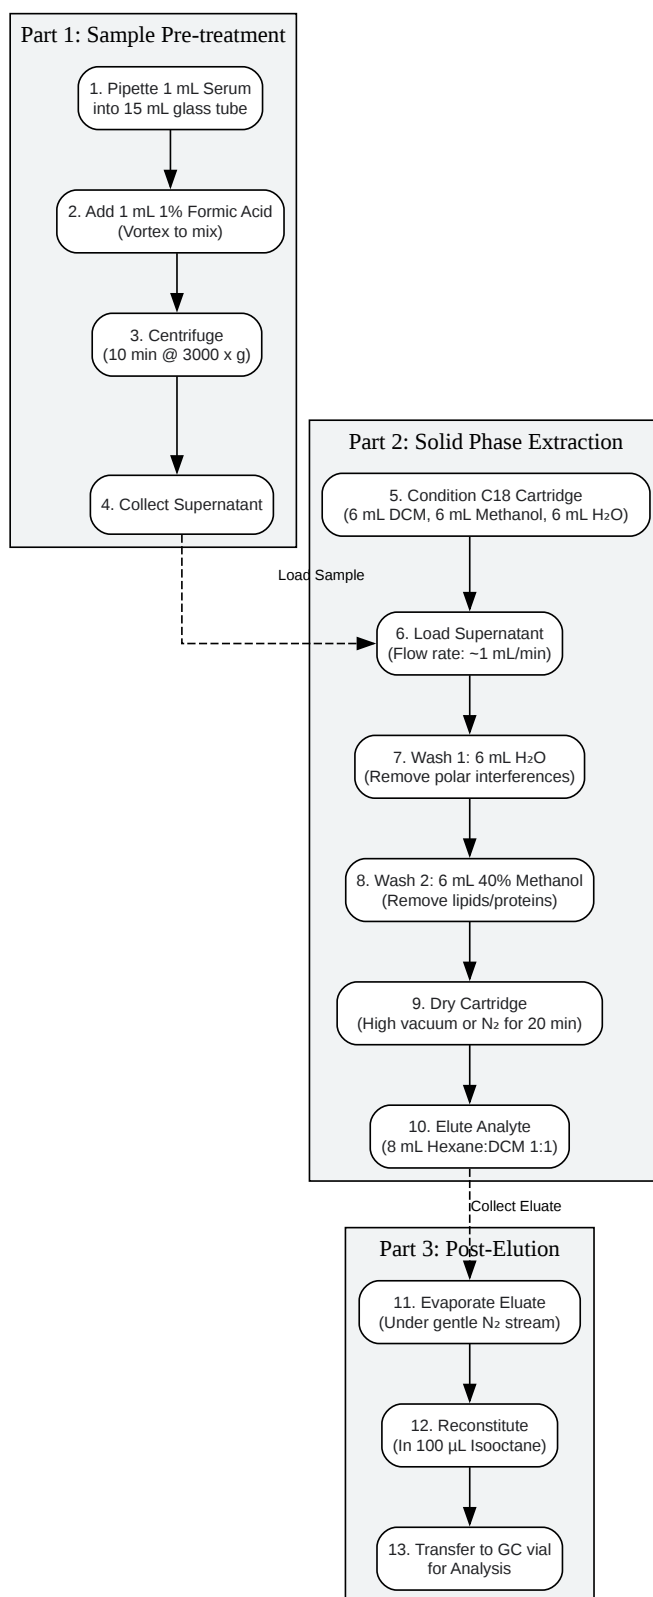 Part 1: Sample Pre-treatment
1. Pipette 1 mL Serum
into 15 mL glass tube
2. Add 1 mL 1% Formic Acid
(Vortex to mix)
3. Centrifuge
(10 min @ 3000 x g)
4. Collect Supernatant
Load Sample
Part 2: Solid Phase Extraction
5. Condition C18 Cartridge
(6 mL DCM, 6 mL Methanol, 6 mL H₂O)
6. Load Supernatant
(Flow rate: ~1 mL/min)
7. Wash 1: 6 mL H₂O
(Remove polar interferences)
8. Wash 2: 6 mL 40% Methanol
(Remove lipids/proteins)
9. Dry Cartridge
(High vacuum or N₂ for 20 min)
10. Elute Analyte
(8 mL Hexane:DCM 1:1)
Collect Eluate
Part 3: Post-Elution
11. Evaporate Eluate
(Under gentle N₂ stream)
12. Reconstitute
(In 100 µL Isooctane)
13. Transfer to GC vial
for Analysis